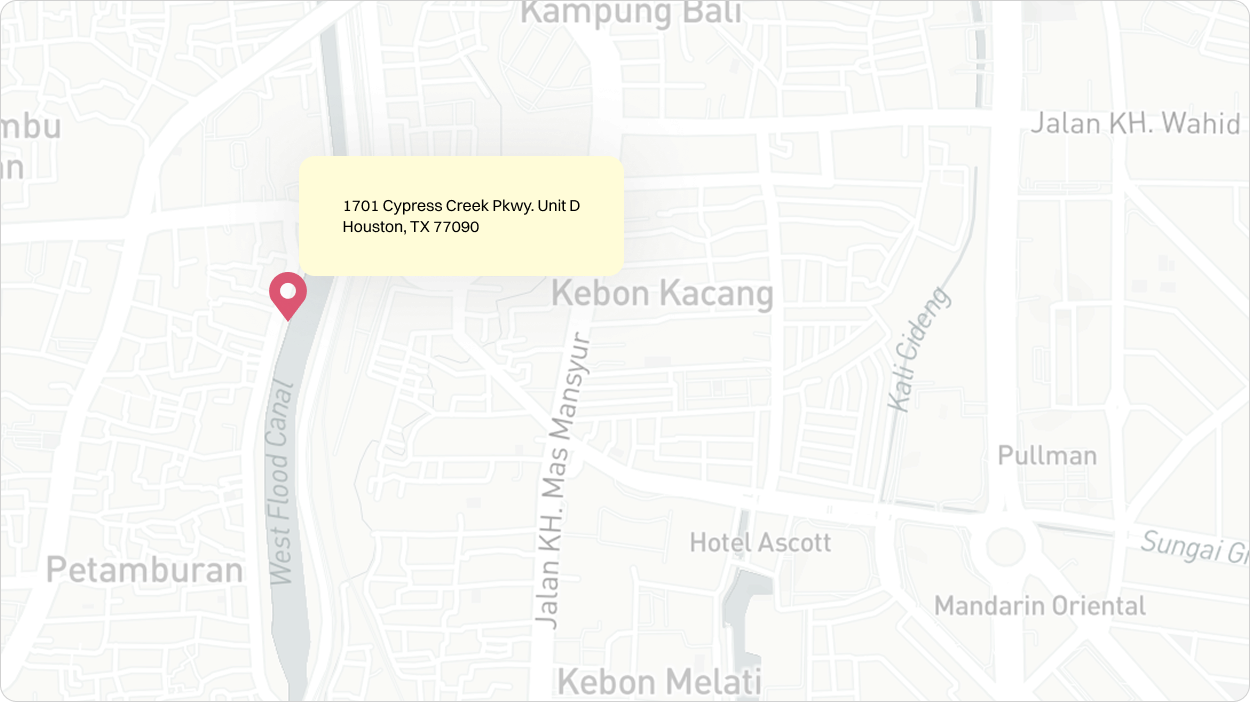 Kampung Bali
mbu
an
Jalan KH. Wahid
1701 Cypress Creek Pkwy. Unit D
Houston, TX 77090
Kebon Kacang
Kali Cideng
Jalan KH. Mas Mansyur
West Flood Canal
Pullman
Hotel Ascott
Sungai Gr
Petamburan
Mandarin Oriental
Kebon Melati